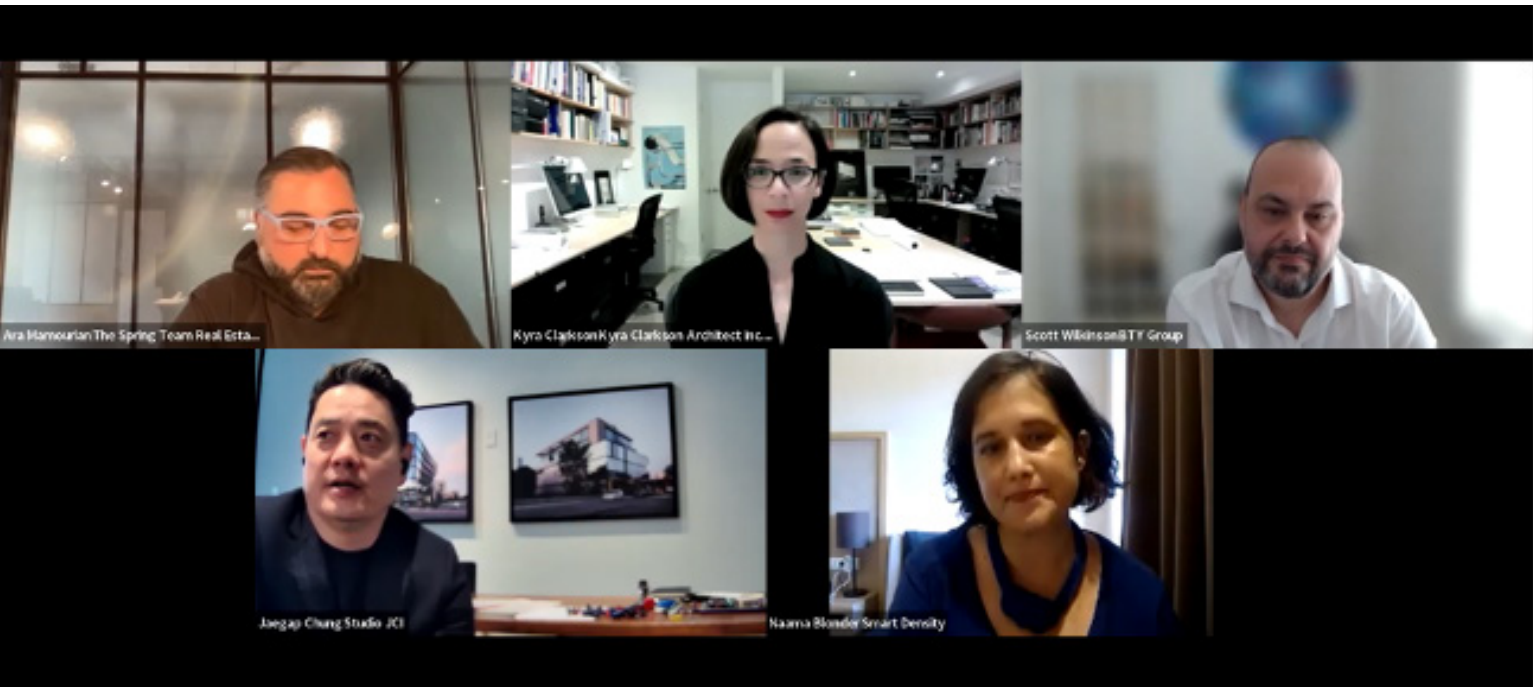 Ara Mamourian The Spring Team Real Esta...
Kyra Clarkson Kyra Clarkson Architect Inc...
Scott Wilkinson BTY Group
Jaegap Chung Studio JCI
Naama Blonder Smart Density